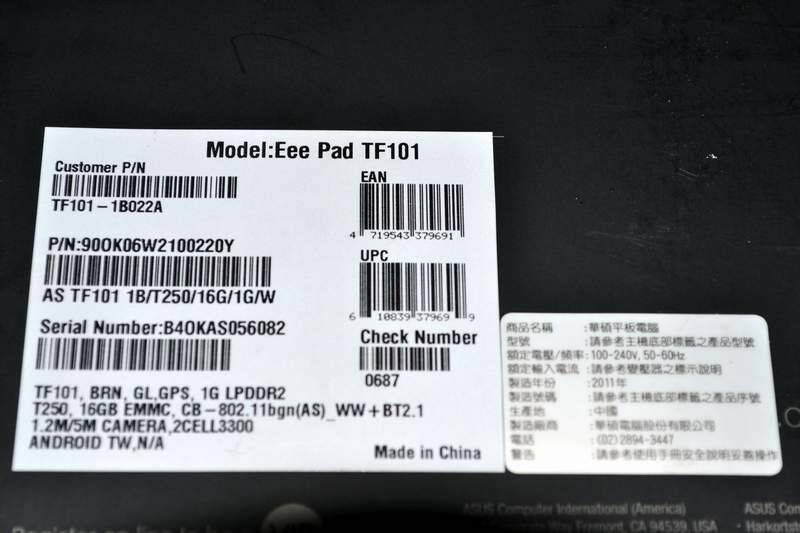 Model:Eee Pad TF101
Customer P/N
TF101-1B022A
P/N:90OK06W2100220Y
AS TF101 1B/T250/16G/1G/W
Serial Number:B4OKAS056082
EAN
4 719543 379691
UPC
6 10839 37969 9
Check Number
0687
TF101, BRN, GL,GPS, 1G LPDDR2
T250, 16GB EMMC, CB-802.11bgn(AS)_WW+BT2.1
1.2M/5M CAMERA,2CELL3300
ANDROID TW,N/A
Made in China
商品名稱 :華碩平板電腦
型號 :請參考主機底部標籤之產品型號
額定電壓/頻率:100-240V, 50-60Hz
額定輸入電流 :請參考變壓器之標示說明
製造年份 :2011年
製造號碼 :請參考主機底部標籤之產品序號
生產地 :中國
製造廠商 :華碩電腦股份有限公司
電話 :(02)2894-3447
警告 :請參考使用手冊安全說明妥善操作
ASUS Computer International (America)
Way Fremont, CA 94539, USA
ASUS Com
Harkortst